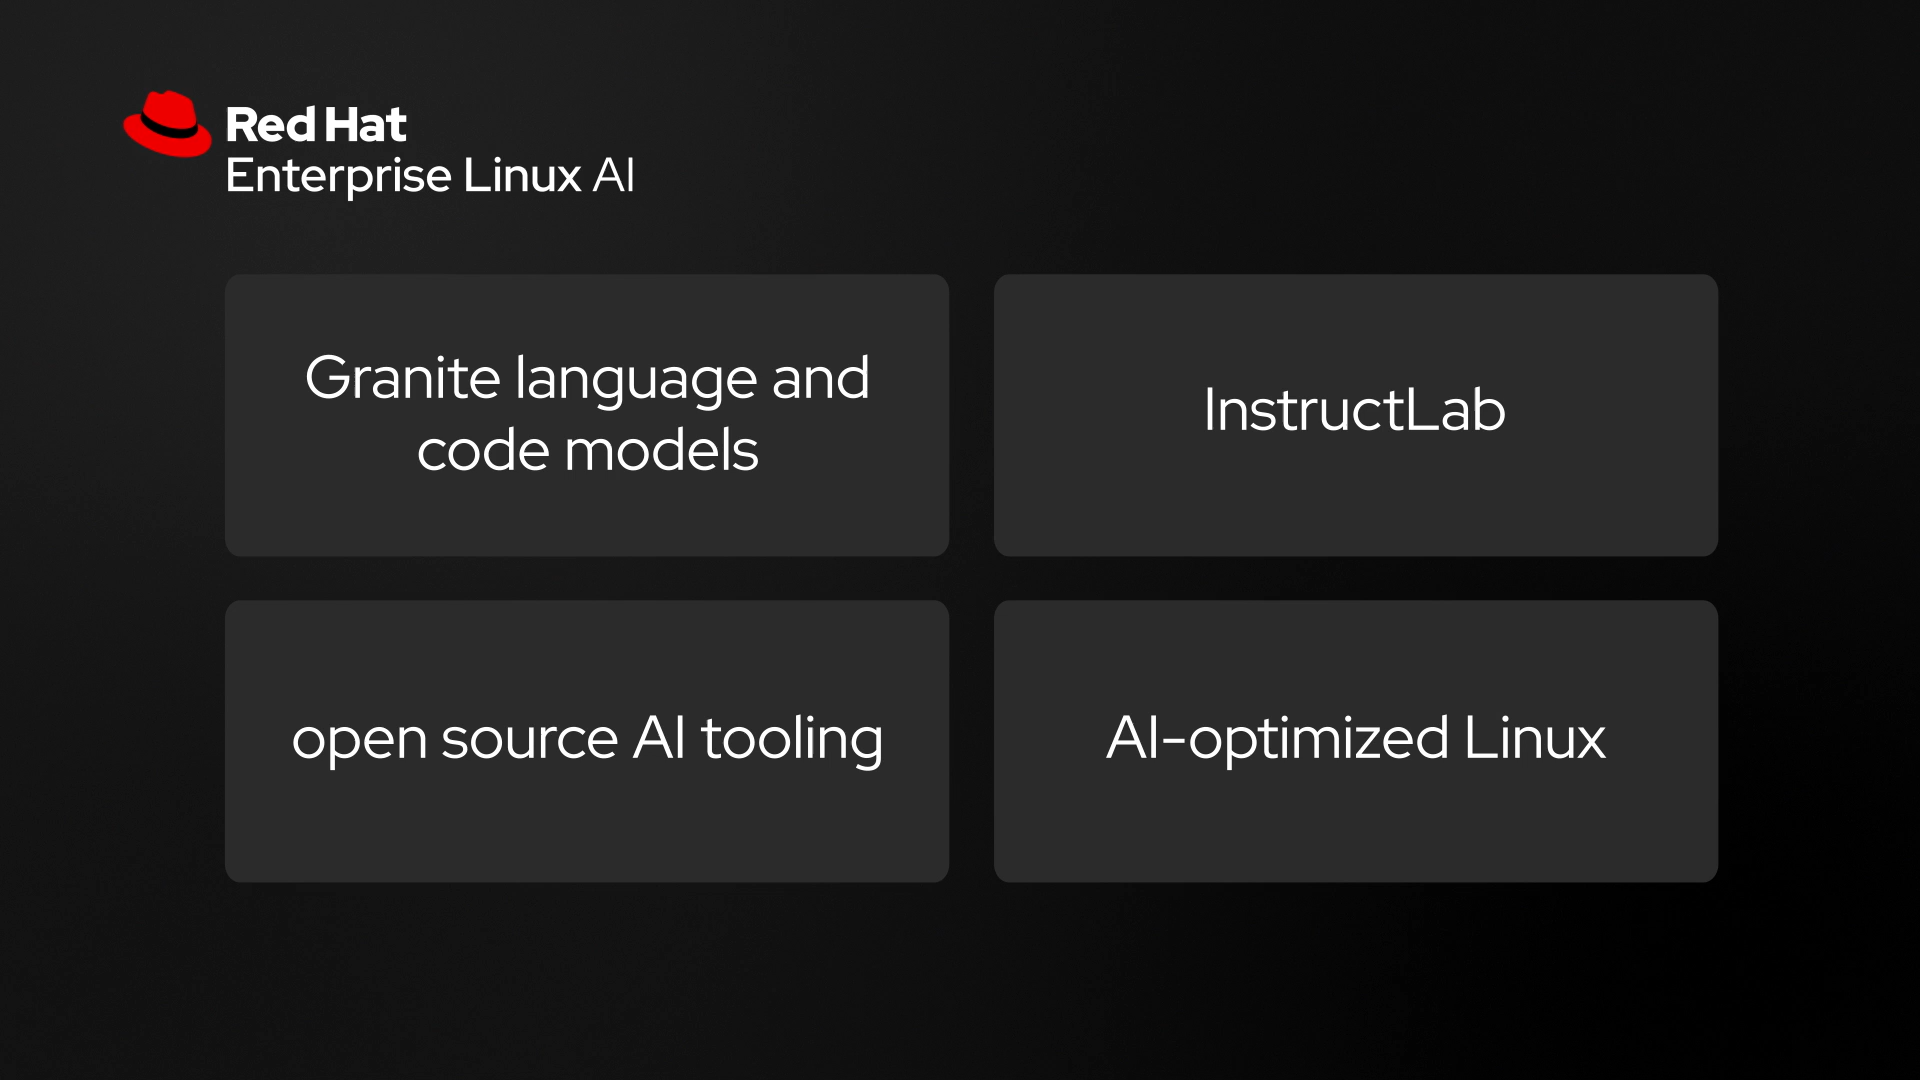 Red Hat
Enterprise Linux AI
Granite language and
code models
InstructLab
open source AI tooling
AI-optimized Linux